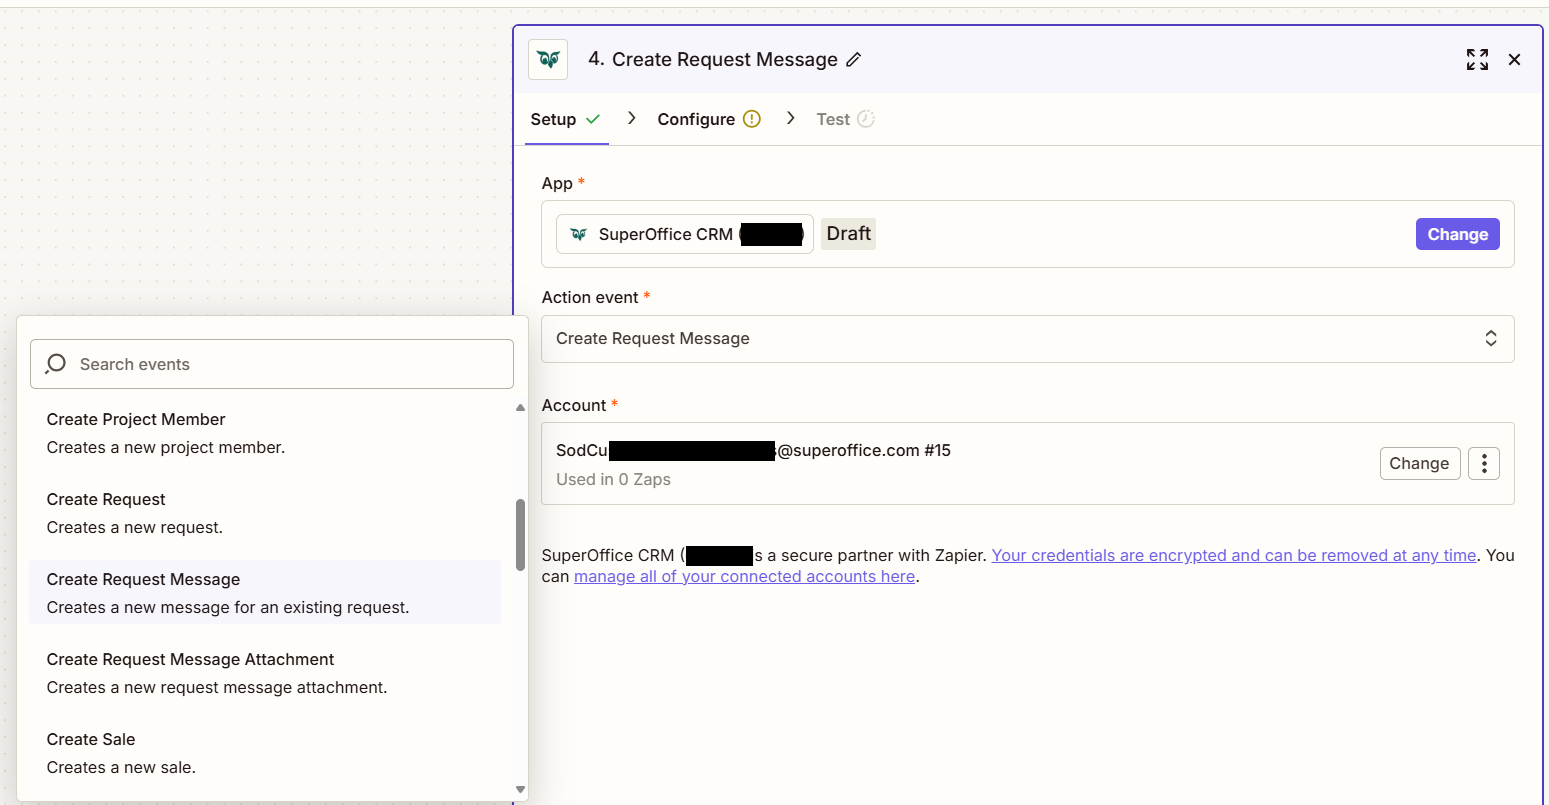 4. Create Request Message
Setup
Configure
Test
App *
SuperOffice CRM (
Draft
Change
Action event *
Create Request Message
Account *
SodCu @superoffice.com #15
Used in 0 Zaps
Change
SuperOffice CRM ( s a secure partner with Zapier. Your credentials are encrypted and can be removed at any time. You
can manage all of your connected accounts here.
Search events
Create Project Member
Creates a new project member.
Create Request
Creates a new request.
Create Request Message
Creates a new message for an existing request.
Create Request Message Attachment
Creates a new request message attachment.
Create Sale
Creates a new sale.